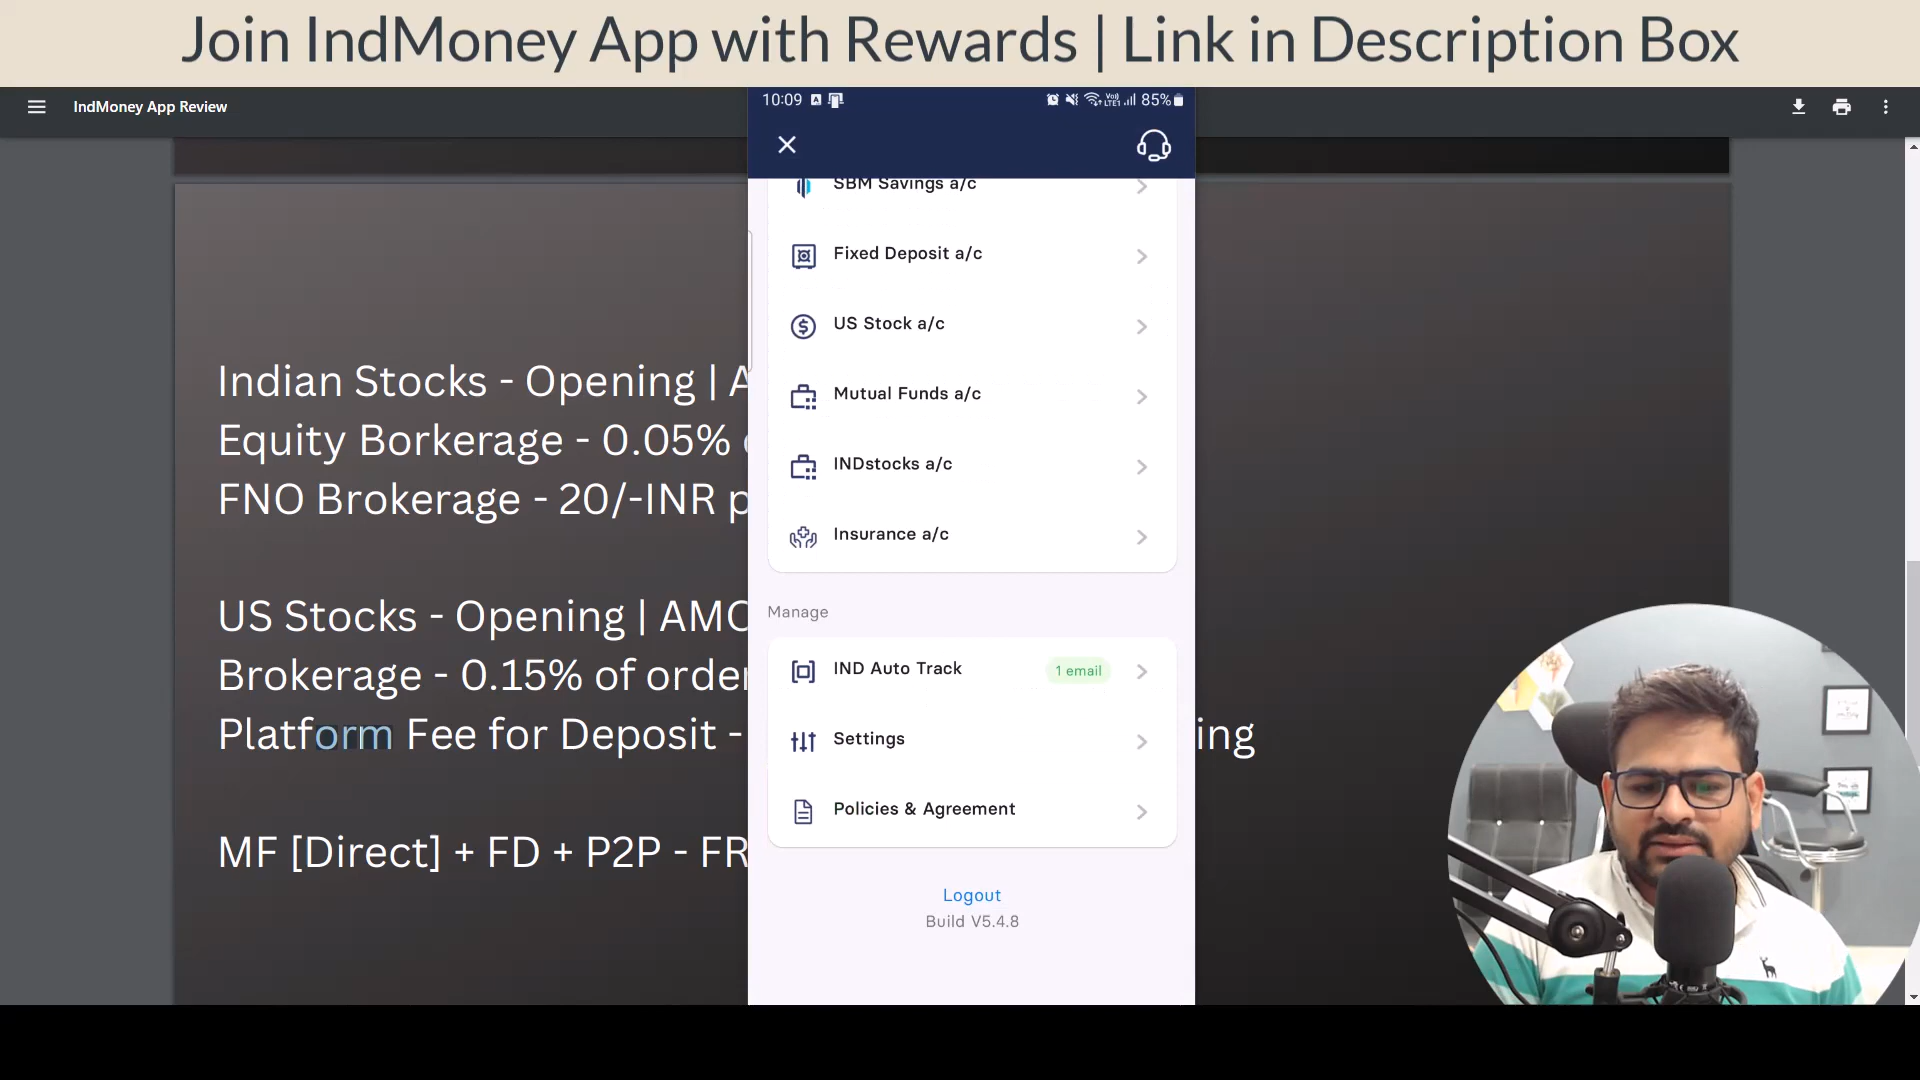 Join IndMoney App with Rewards | Link in Description Box
IndMoney App Review
10:09
85%
SBM Savings a/c
Fixed Deposit a/c
US Stock a/c
Mutual Funds a/c
INDstocks a/c
Insurance a/c
Manage
IND Auto Track
1 email
Settings
Policies & Agreement
Logout
Build V5.4.8
Indian Stocks - Opening |
Equity Borkerage - 0.05%
FNO Brokerage - 20/-INR
US Stocks - Opening | AMC
Brokerage - 0.15% of order
Platform Fee for Deposit -
MF [Direct] + FD + P2P -